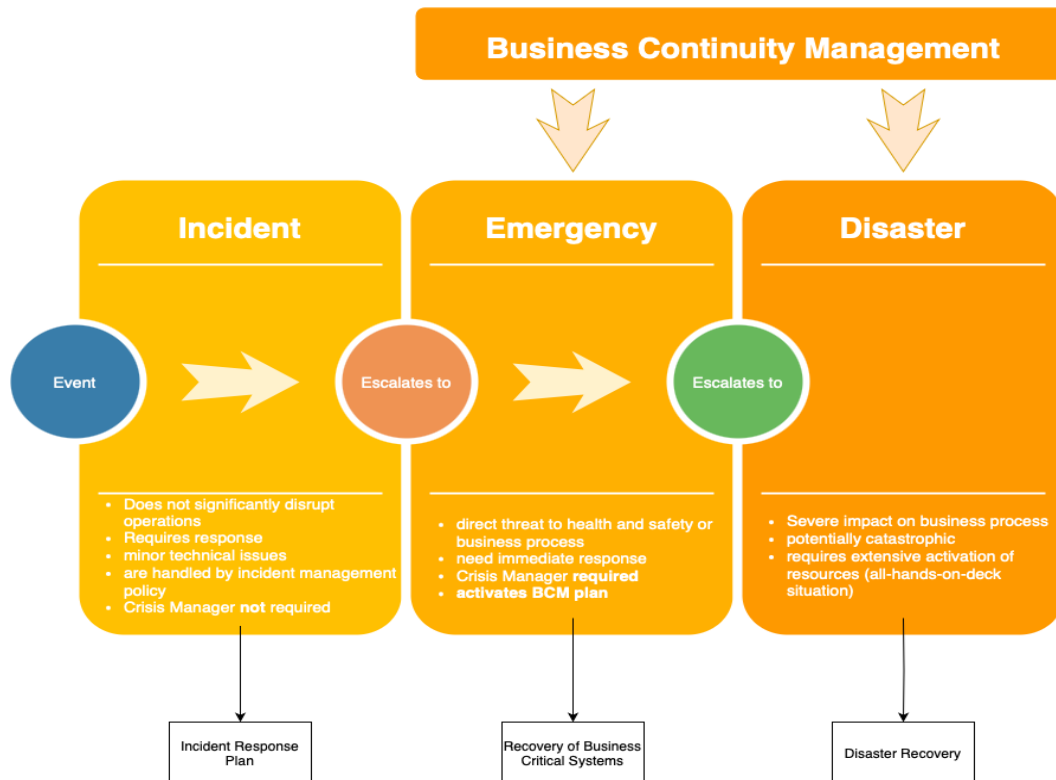 Business Continuity Management
Incident
Emergency
Disaster
Event
Escalates to
Escalates to
• Does not significantly disrupt
operations
• Requires response
• minor technical issues
• are handled by incident management
policy
• Crisis Manager not required
• direct threat to health and safety or
business process
• need immediate response
• Crisis Manager required
• activates BCM plan
• Severe impact on business process
• potentially catastrophic
• requires extensive activation of
resources (all-hands-on-deck
situation)
Incident Response
Plan
Recovery of Business
Critical Systems
Disaster Recovery